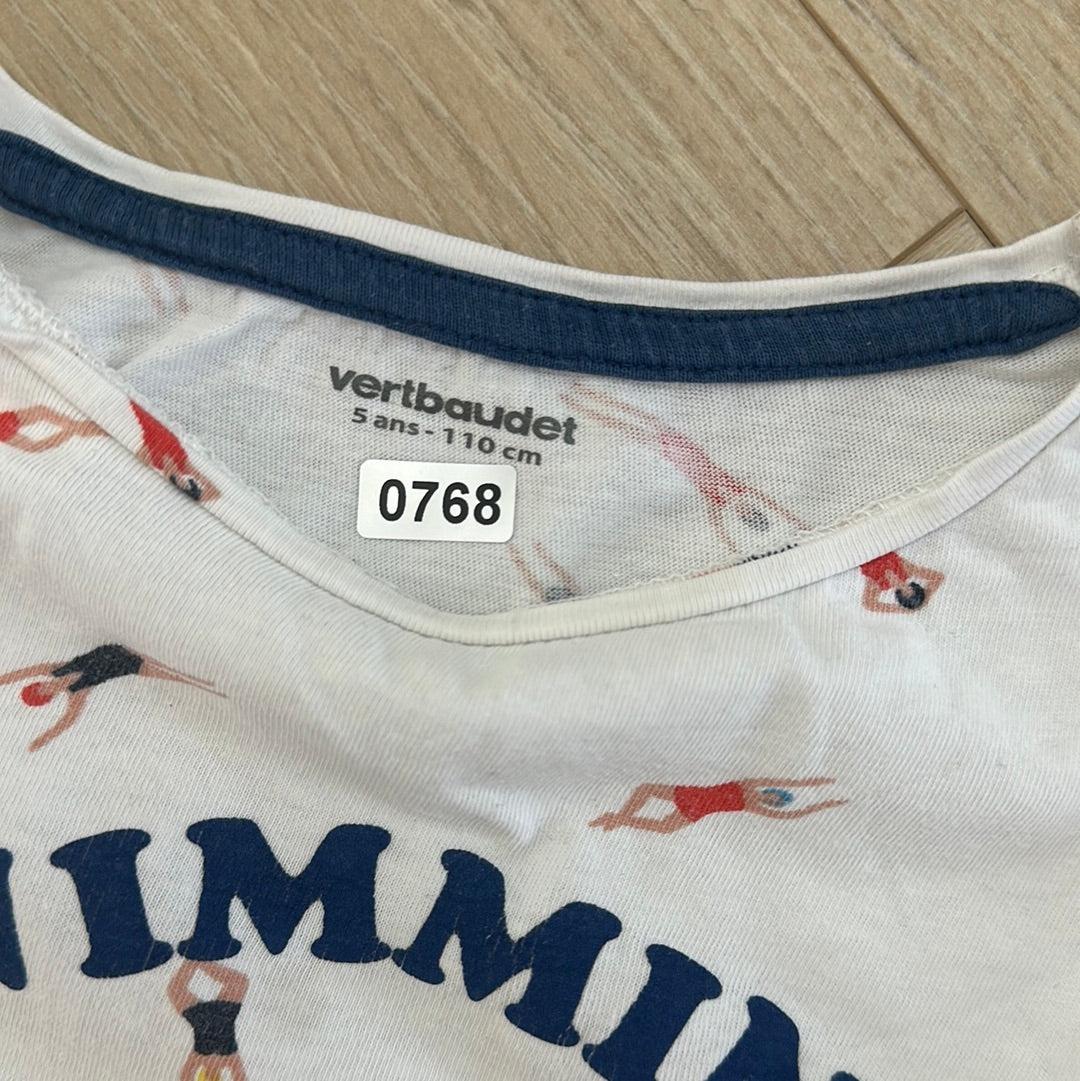 vertbaudet
5 ans - 110 cm
0768
IMMIN